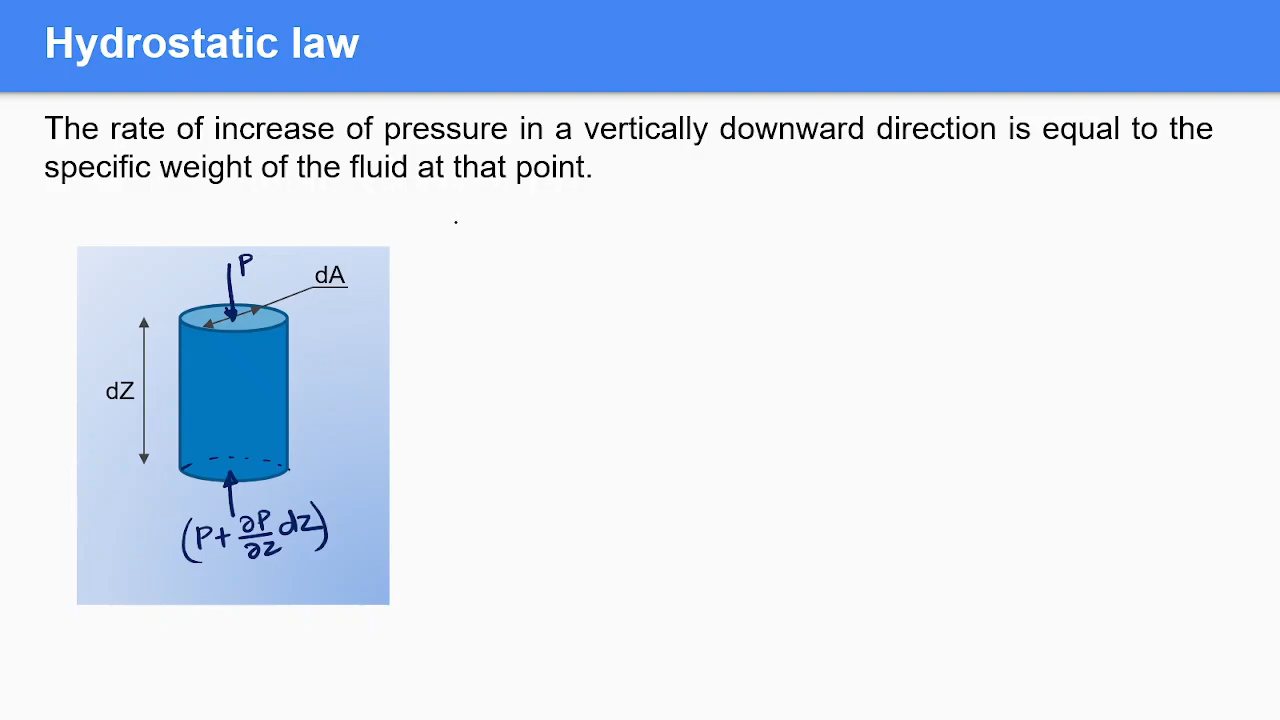 Hydrostatic law
The rate of increase of pressure in a vertically downward direction is equal to the
specific weight of the fluid at that point.
P
dA
dZ
(P+ ∂P/∂z dz)